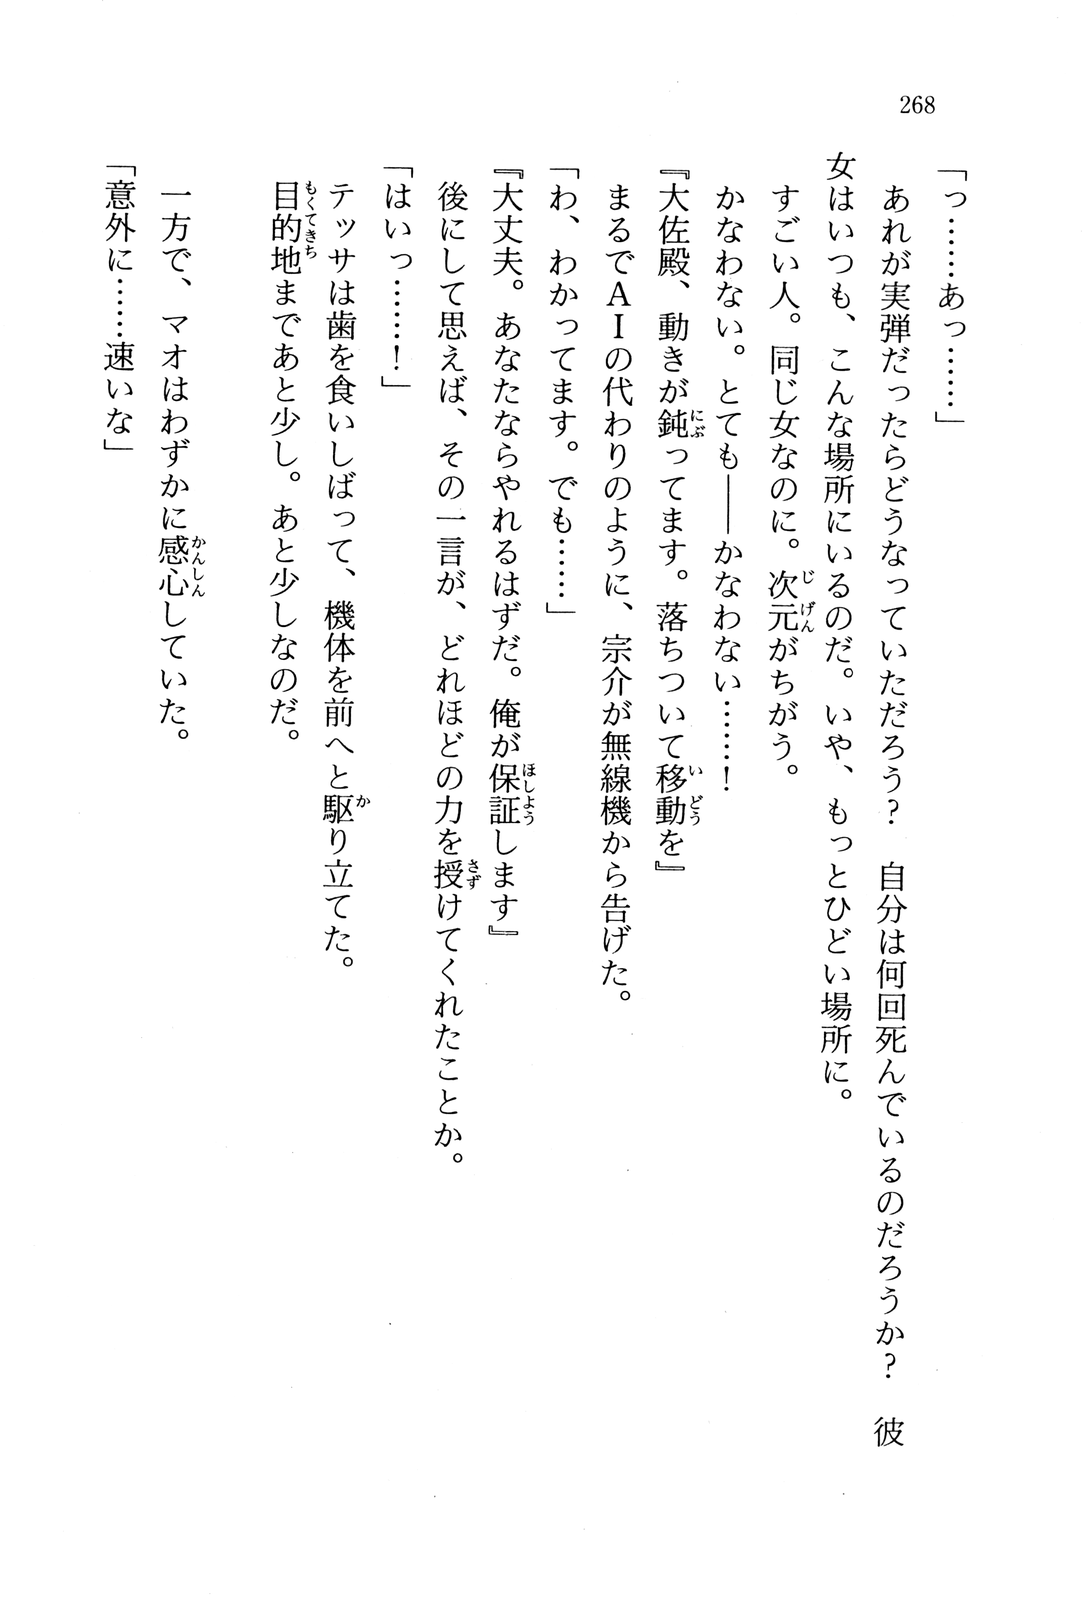 268
「っ……あっ……」
あれが実弾だったらどうなっていただろう？　自分は何回死んでいるのだろうか？　彼
女はいつも、こんな場所にいるのだ。いや、もっとひどい場所に。
すごい人。同じ女なのに。次元がちがう。
かなわない。とても――かなわない……！
『大佐殿、動きが鈍ってます。落ちついて移動を』
まるでＡＩの代わりのように、宗介が無線機から告げた。
「わ、わかってます。でも……」
『大丈夫。あなたならやれるはずだ。俺が保証します』
後にして思えば、その一言が、どれほどの力を授けてくれたことか。
「はいっ……！」
テッサは歯を食いしばって、機体を前へと駆り立てた。
目的地まであと少し。あと少しなのだ。
一方で、マオはわずかに感心していた。
「意外に……速いな」